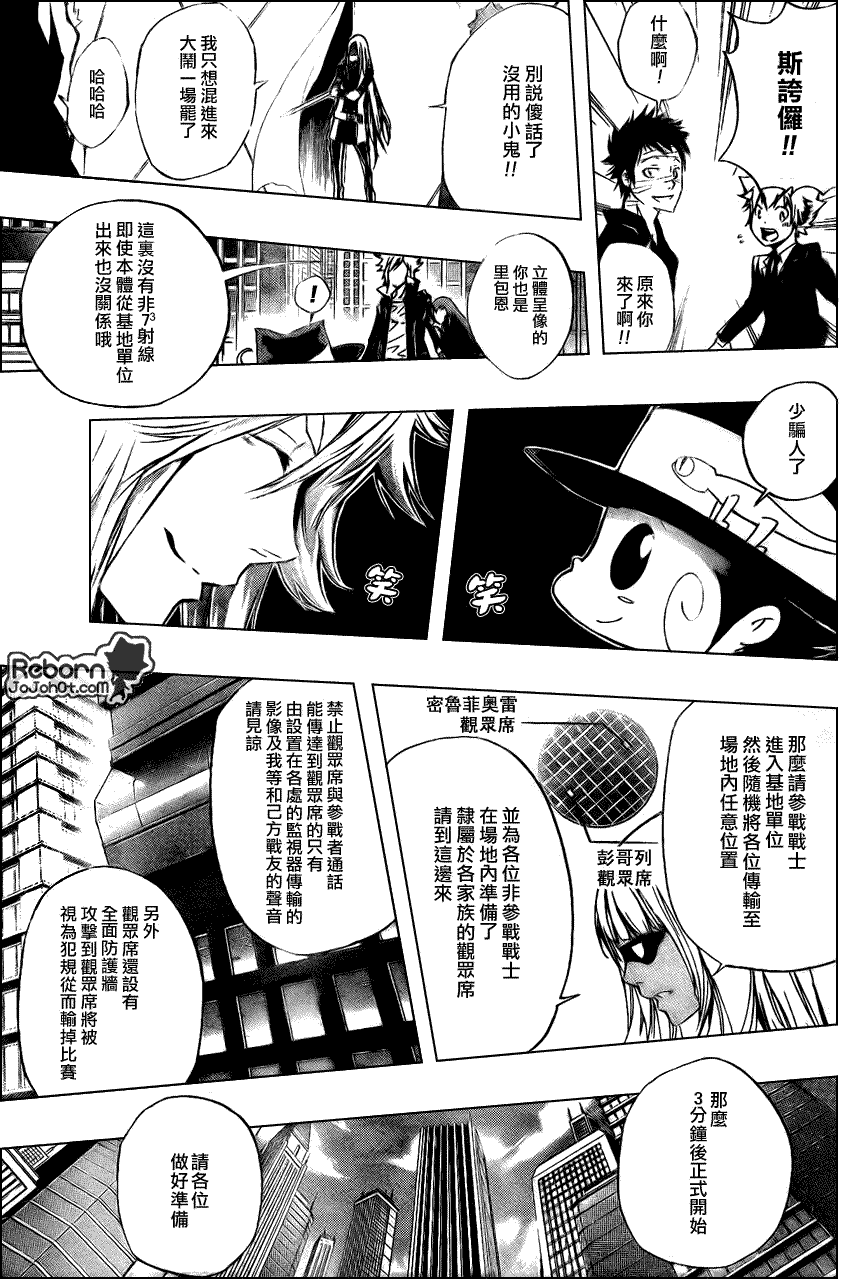 斯誇儸!!
什麼啊!
原來你
來了啊!!
別説傻話了
沒用的小鬼!!
我只想混進來
大鬧一場罷了
哈哈哈
立體呈像的
你也是
里包恩
!
這裏沒有非7³射線
即使本體從基地單位
出來也沒關係哦
少騙人了
笑
笑
Reborn
JoJoHot.com
那麼請參戰戰士
進入基地單位
然後隨機將各位傳輸至
場地內任意位置
密魯菲奧雷
觀眾席
彭哥列
觀眾席
並為各位非參戰戰士
在場地內準備了
隸屬於各家族的觀眾席
請到這邊來
禁止觀眾席與參戰者通話
能傳達到觀眾席的只有
由設置在各處的監視器傳輸的
影像及我等和己方戰友的聲音
請見諒
另外
觀眾席還設有
全面防護牆
攻擊到觀眾席將被
視為犯規從而輸掉比賽
那麼
3分鐘後正式開始
請各位
做好準備